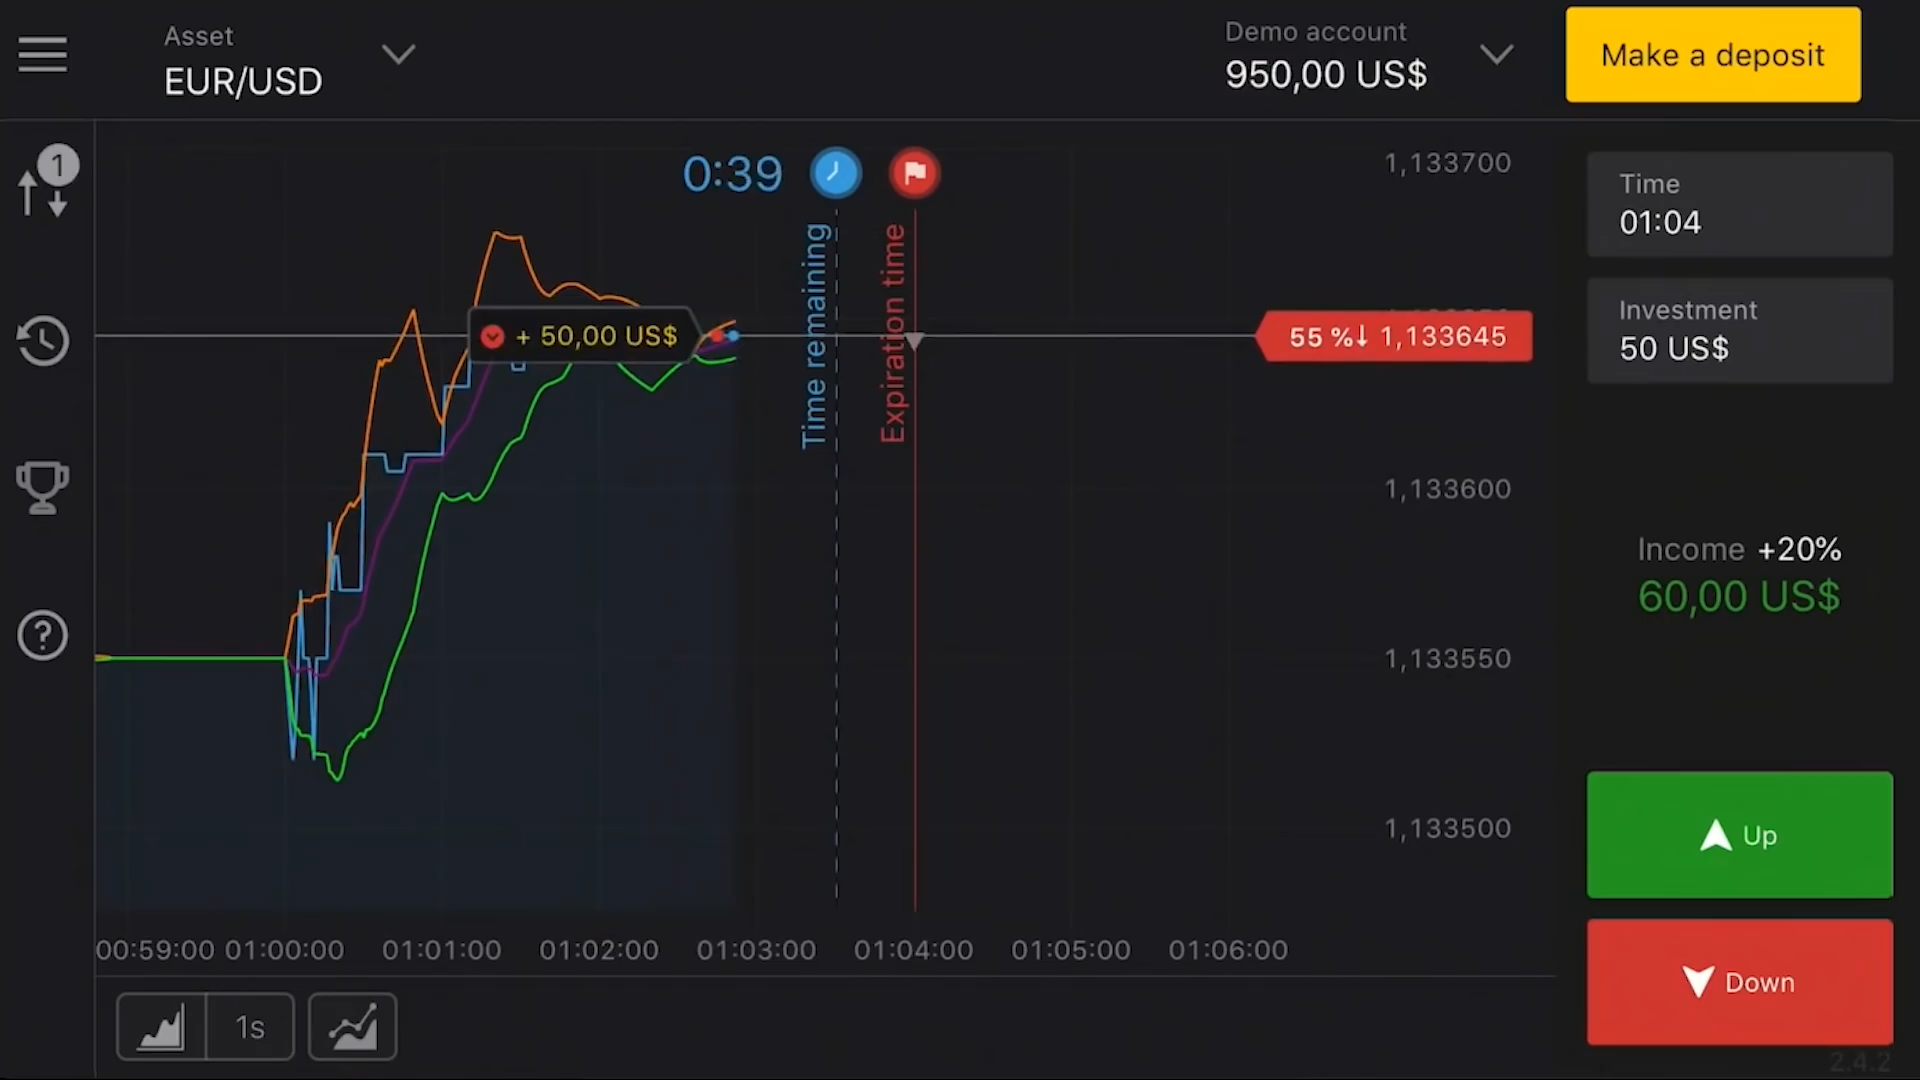 Asset
EUR/USD
Demo account
950,00 US$
Make a deposit
1
0:39
Time remaining
Expiration time
+ 50,00 US$
1,133700
55 %↓ 1,133645
1,133600
1,133550
1,133500
Time
01:04
Investment
50 US$
Income +20%
60,00 US$
Up
Down
00:59:00 01:00:00 01:01:00 01:02:00 01:03:00 01:04:00 01:05:00 01:06:00
1s
2.4.2